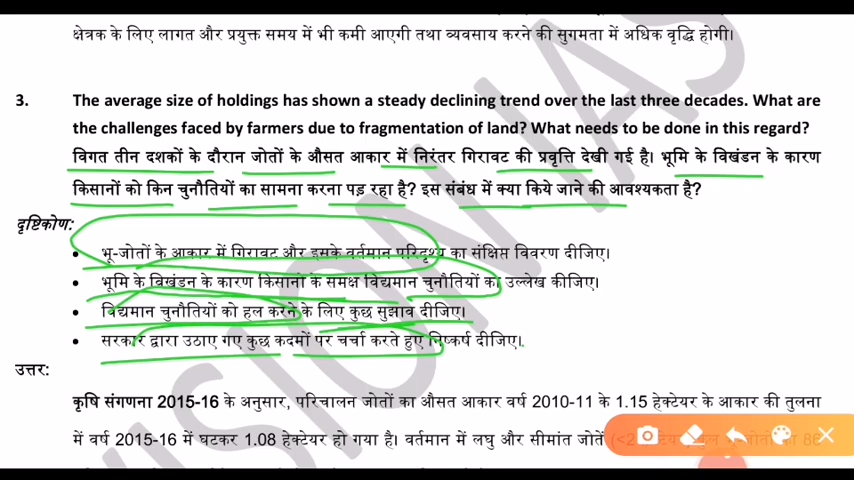 क्षेत्रक के लिए लागत और प्रयुक्त समय में भी कमी आएगी तथा व्यवसाय करने की सुगमता में अधिक वृद्धि होगी।
3. The average size of holdings has shown a steady declining trend over the last three decades. What are
the challenges faced by farmers due to fragmentation of land? What needs to be done in this regard?
विगत तीन दशकों के दौरान जोतों के औसत आकार में निरंतर गिरावट की प्रवृत्ति देखी गई है। भूमि के विखंडन के कारण
किसानों को किन चुनौतियों का सामना करना पड़ रहा है? इस संबंध में क्या किये जाने की आवश्यकता है?
दृष्टिकोण:
• भू-जोतों के आकार में गिरावट और इसके वर्तमान परिदृश्य का संक्षिप्त विवरण दीजिए।
• भूमि के विखंडन के कारण किसानों के समक्ष विद्यमान चुनौतियों का उल्लेख कीजिए।
• विद्यमान चुनौतियों को हल करने के लिए कुछ सुझाव दीजिए।
• सरकार द्वारा उठाए गए कुछ कदमों पर चर्चा करते हुए निष्कर्ष दीजिए।
उत्तर:
कृषि संगणना 2015-16 के अनुसार, परिचालन जोतों का औसत आकार वर्ष 2010-11 के 1.15 हेक्टेयर के आकार की तुलना
में वर्ष 2015-16 में घटकर 1.08 हेक्टेयर हो गया है। वर्तमान में लघु और सीमांत जोतें (<2 86
VISION IAS